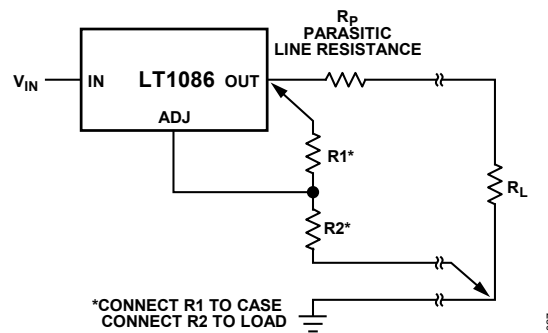 RP
PARASITIC
LINE RESISTANCE
VIN
IN
LT1086
OUT
ADJ
R1*
RL
R2*
*CONNECT R1 TO CASE
CONNECT R2 TO LOAD